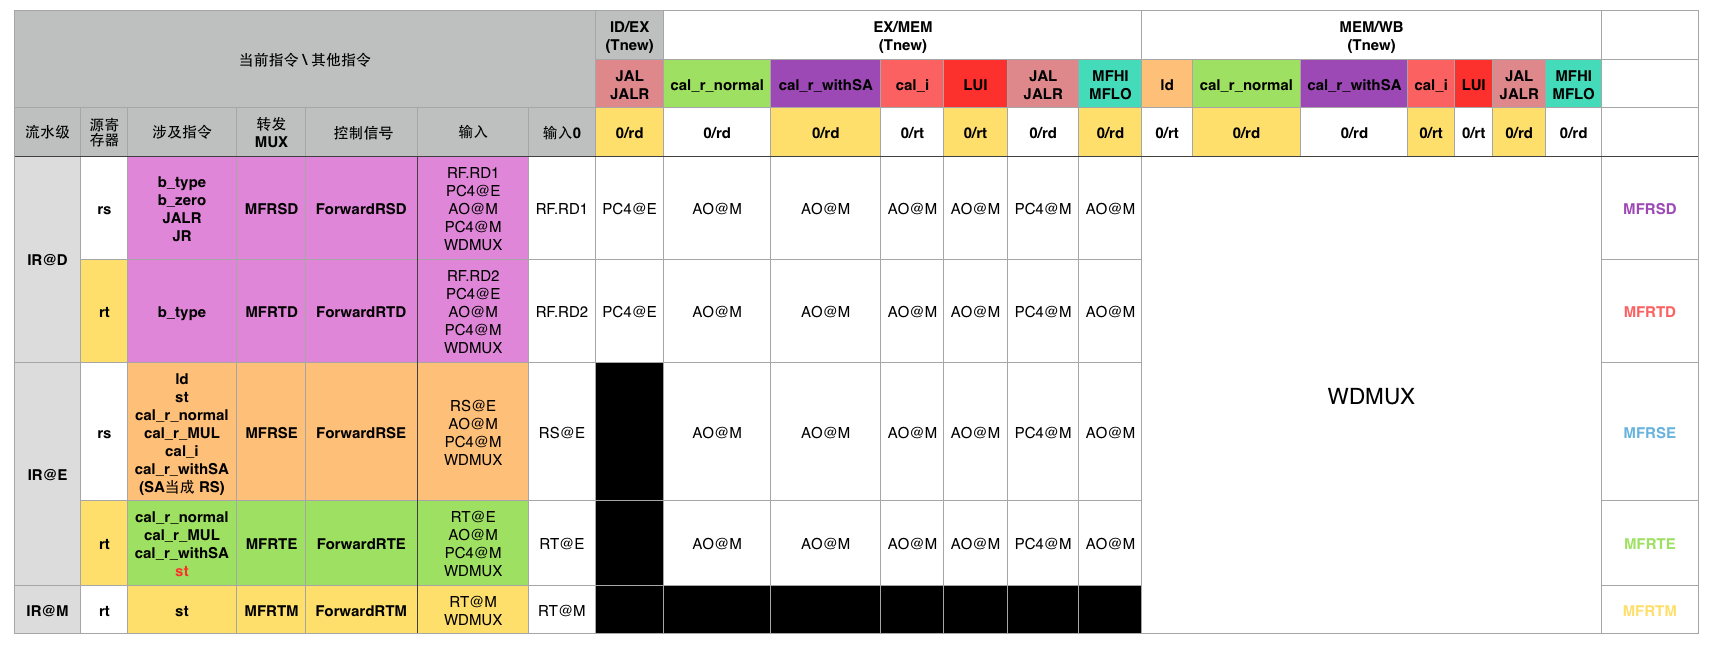 当前指令 \ 其他指令
ID/EX
(Tnew)
EX/MEM
(Tnew)
MEM/WB
(Tnew)
JAL
JALR
cal_r_normal
cal_r_withSA
cal_i
LUI
JAL
JALR
MFHI
MFLO
ld
cal_r_normal
cal_r_withSA
cal_i
LUI
JAL
JALR
MFHI
MFLO
流水级
源寄
存器
涉及指令
转发
MUX
控制信号
输入
输入0
0/rd
0/rd
0/rd
0/rt
0/rt
0/rd
0/rd
0/rt
0/rd
0/rd
0/rt
0/rt
0/rd
0/rd
IR@D
rs
b_type
b_zero
JALR
JR
MFRSD
ForwardRSD
RF.RD1
PC4@E
AO@M
PC4@M
WDMUX
RF.RD1
PC4@E
AO@M
AO@M
AO@M
AO@M
PC4@M
AO@M
MFRSD
rt
b_type
MFRTD
ForwardRTD
RF.RD2
PC4@E
AO@M
PC4@M
WDMUX
RF.RD2
PC4@E
AO@M
AO@M
AO@M
AO@M
PC4@M
AO@M
MFRTD
WDMUX
IR@E
rs
ld
st
cal_r_normal
cal_r_MUL
cal_i
cal_r_withSA
(SA当成 RS)
MFRSE
ForwardRSE
RS@E
AO@M
PC4@M
WDMUX
RS@E
AO@M
AO@M
AO@M
AO@M
PC4@M
AO@M
MFRSE
rt
cal_r_normal
cal_r_MUL
cal_r_withSA
st
MFRTE
ForwardRTE
RT@E
AO@M
PC4@M
WDMUX
RT@E
AO@M
AO@M
AO@M
AO@M
PC4@M
AO@M
MFRTE
IR@M
rt
st
MFRTM
ForwardRTM
RT@M
WDMUX
RT@M
MFRTM